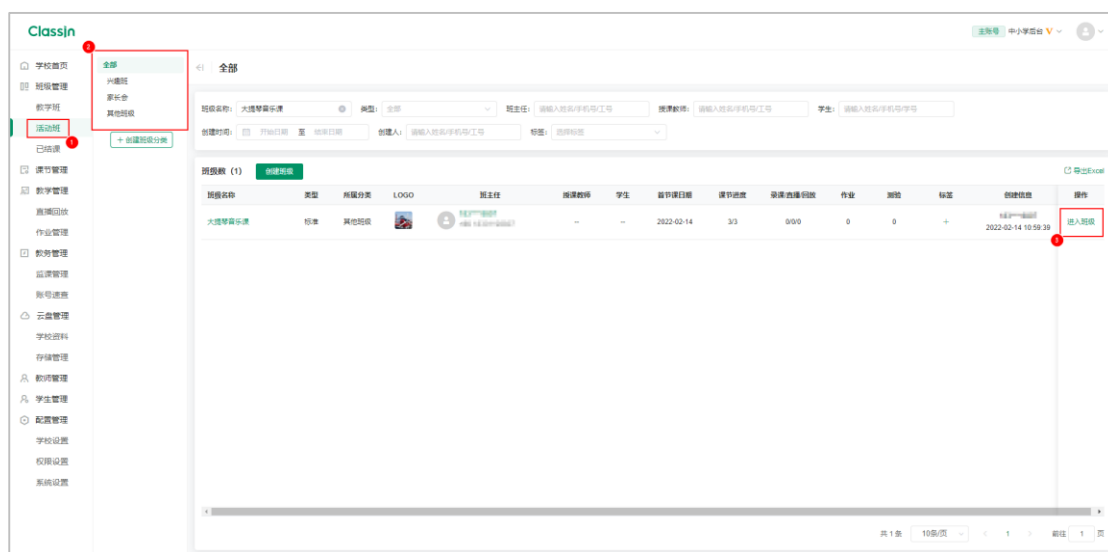 ClassIn
主账号 中小学后台 V
2
学校首页
班级管理
教学班
活动班
1
已结课
课节管理
教学管理
直播回放
作业管理
教务管理
监课管理
账号速查
云盘管理
学校资料
存储管理
教师管理
学生管理
配置管理
学校设置
权限设置
系统设置
全部
兴趣班
家长会
其他班级
+ 创建班级分类
全部
班级名称: 大提琴音乐课 类型: 全部 班主任: 请输入姓名/手机号/工号 授课教师: 请输入姓名/手机号/工号 学生: 请输入姓名/手机号/学号
创建时间: 开始日期 至 结束日期 创建人: 请输入姓名/手机号/工号 标签: 选择标签
班级数 (1) 创建班级 导出Excel
班级名称 类型 所属分类 LOGO 班主任 授课教师 学生 首节课日期 课节进度 录课/直播/回放 作业 测验 标签 创建信息 操作
大提琴音乐课 标准 其他班级 -- -- 2022-02-14 3/3 0/0/0 0 0 + 2022-02-14 10:59:39 进入班级
3
共 1 条 10条/页 < 1 > 前往 1 页